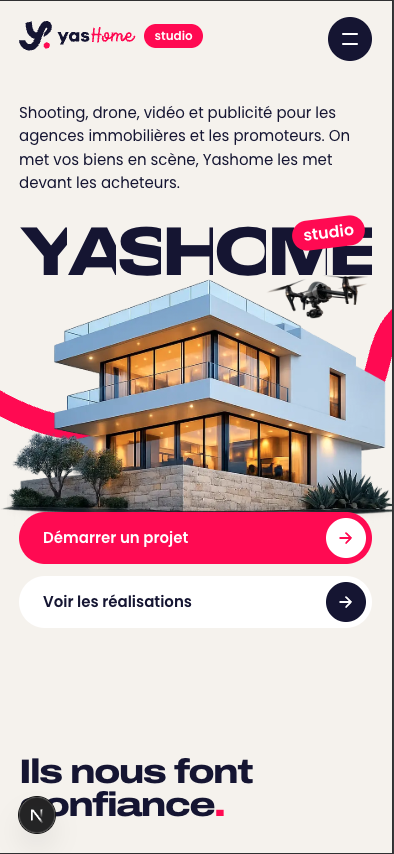 yasHome studio
Shooting, drone, vidéo et publicité pour les
agences immobilières et les promoteurs. On
met vos biens en scène, Yashome les met
devant les acheteurs.
studio
YASHOME
Démarrer un projet
Voir les réalisations
Ils nous font
confiance.
N